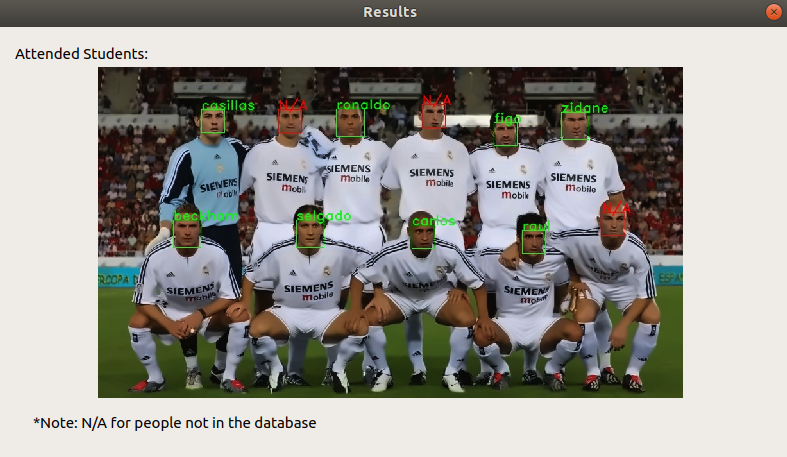 Results
Attended Students:
casillas
N/A
ronaldo
N/A
figo
zidane
SIEMENS
mobile
SIEMENS
mobile
SIEMENS
mobile
SIEMENS
mobile
SIEMENS
mobile
SIEMENS
mobile
beckham
salgado
carlos
raul
N/A
SIEMENS
mobile
SIEMENS
mobile
SIEMENS
mobile
SIEMENS
mobile
SIEMENS
mobile
*Note: N/A for people not in the database